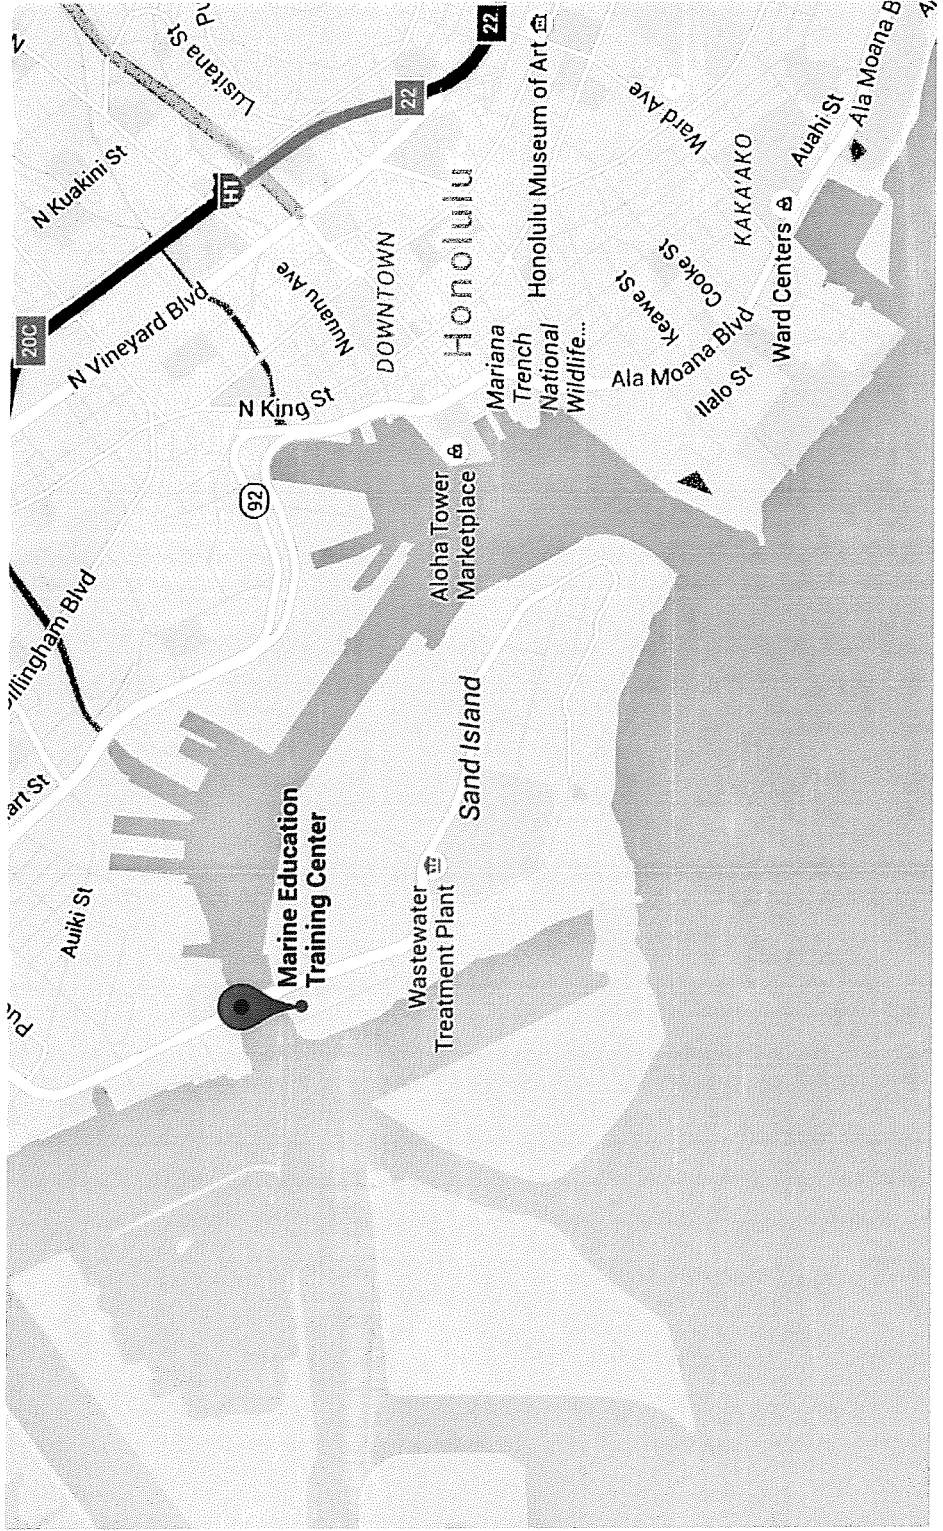 Marine Education
Training Center
Wastewater
Treatment Plant
Sand Island
Auiki St
art St
illingham Blvd
92
Aloha Tower
Marketplace
N King St
20C
N Vineyard Blvd
N Kuakini St
H1
Nuuanu Ave
Lusitana St
22
22
DOWNTOWN
Honolulu
Mariana
Trench
National
Wildlife...
Honolulu Museum of Art
Ward Ave
KAKA'AKO
Keawe St
Cooke St
Ala Moana Blvd
Ilalo St
Ward Centers
Auahi St
Ala Moana B